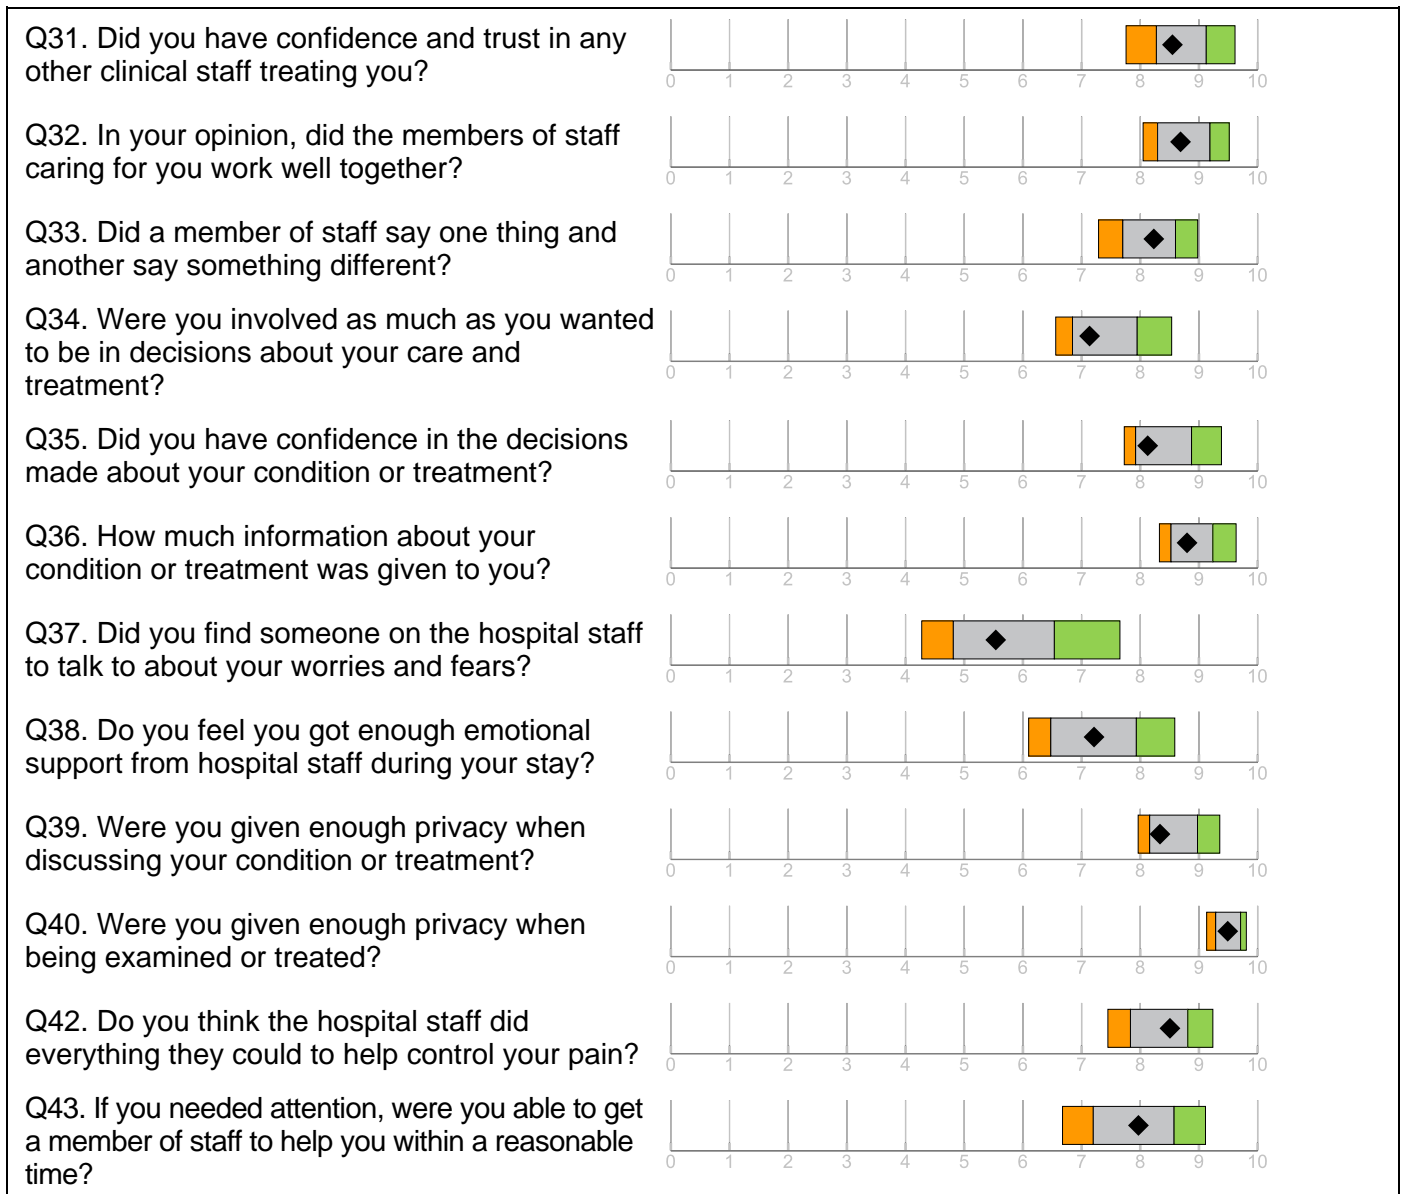 Q31. Did you have confidence and trust in any
other clinical staff treating you?
0 1 2 3 4 5 6 7 8 9 10
Q32. In your opinion, did the members of staff
caring for you work well together?
0 1 2 3 4 5 6 7 8 9 10
Q33. Did a member of staff say one thing and
another say something different?
0 1 2 3 4 5 6 7 8 9 10
Q34. Were you involved as much as you wanted
to be in decisions about your care and
treatment?
0 1 2 3 4 5 6 7 8 9 10
Q35. Did you have confidence in the decisions
made about your condition or treatment?
0 1 2 3 4 5 6 7 8 9 10
Q36. How much information about your
condition or treatment was given to you?
0 1 2 3 4 5 6 7 8 9 10
Q37. Did you find someone on the hospital staff
to talk to about your worries and fears?
0 1 2 3 4 5 6 7 8 9 10
Q38. Do you feel you got enough emotional
support from hospital staff during your stay?
0 1 2 3 4 5 6 7 8 9 10
Q39. Were you given enough privacy when
discussing your condition or treatment?
0 1 2 3 4 5 6 7 8 9 10
Q40. Were you given enough privacy when
being examined or treated?
0 1 2 3 4 5 6 7 8 9 10
Q42. Do you think the hospital staff did
everything they could to help control your pain?
0 1 2 3 4 5 6 7 8 9 10
Q43. If you needed attention, were you able to get
a member of staff to help you within a reasonable
time?
0 1 2 3 4 5 6 7 8 9 10